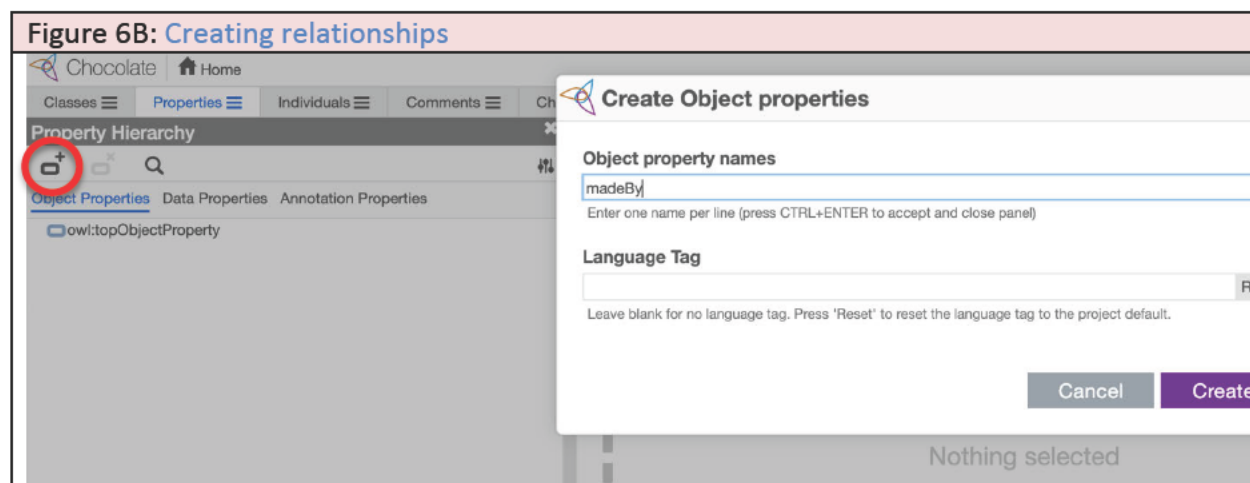 Figure 6B: Creating relationships
Chocolate Home
Classes Properties Individuals Comments Ch
Property Hierarchy
Object Properties Data Properties Annotation Properties
owl:topObjectProperty
Create Object properties
Object property names
madeBy
Enter one name per line (press CTRL+ENTER to accept and close panel)
Language Tag
R
Leave blank for no language tag. Press 'Reset' to reset the language tag to the project default.
Cancel Create
Nothing selected